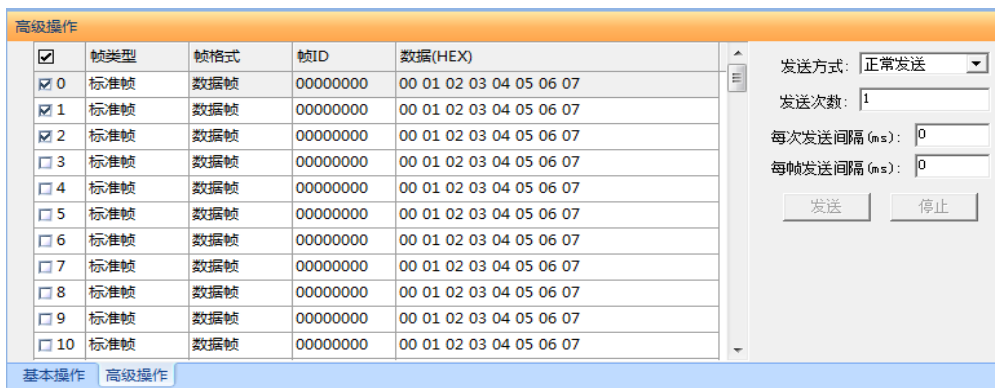 高级操作
帧类型 帧格式 帧ID 数据(HEX)
0 标准帧 数据帧 00000000 00 01 02 03 04 05 06 07
1 标准帧 数据帧 00000000 00 01 02 03 04 05 06 07
2 标准帧 数据帧 00000000 00 01 02 03 04 05 06 07
3 标准帧 数据帧 00000000 00 01 02 03 04 05 06 07
4 标准帧 数据帧 00000000 00 01 02 03 04 05 06 07
5 标准帧 数据帧 00000000 00 01 02 03 04 05 06 07
6 标准帧 数据帧 00000000 00 01 02 03 04 05 06 07
7 标准帧 数据帧 00000000 00 01 02 03 04 05 06 07
8 标准帧 数据帧 00000000 00 01 02 03 04 05 06 07
9 标准帧 数据帧 00000000 00 01 02 03 04 05 06 07
10 标准帧 数据帧 00000000 00 01 02 03 04 05 06 07
发送方式: 正常发送
发送次数: 1
每次发送间隔(ms): 0
每帧发送间隔(ms): 0
发送 停止
基本操作 高级操作